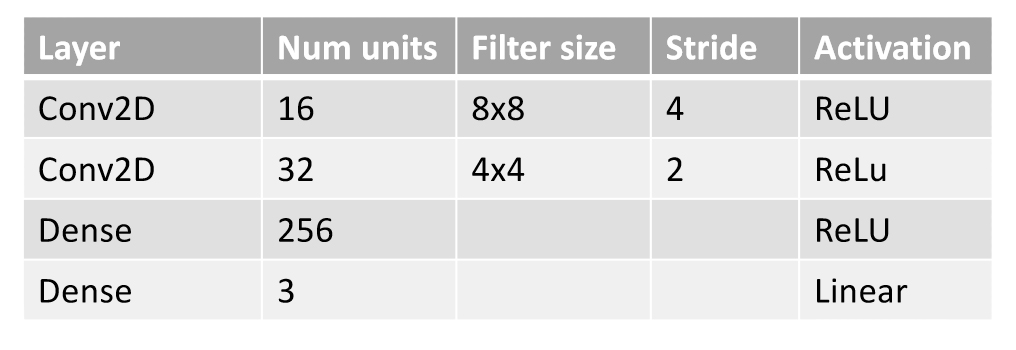 Layer Num units Filter size Stride Activation
Conv2D 16 8x8 4 ReLU
Conv2D 32 4x4 2 ReLu
Dense 256 ReLU
Dense 3 Linear